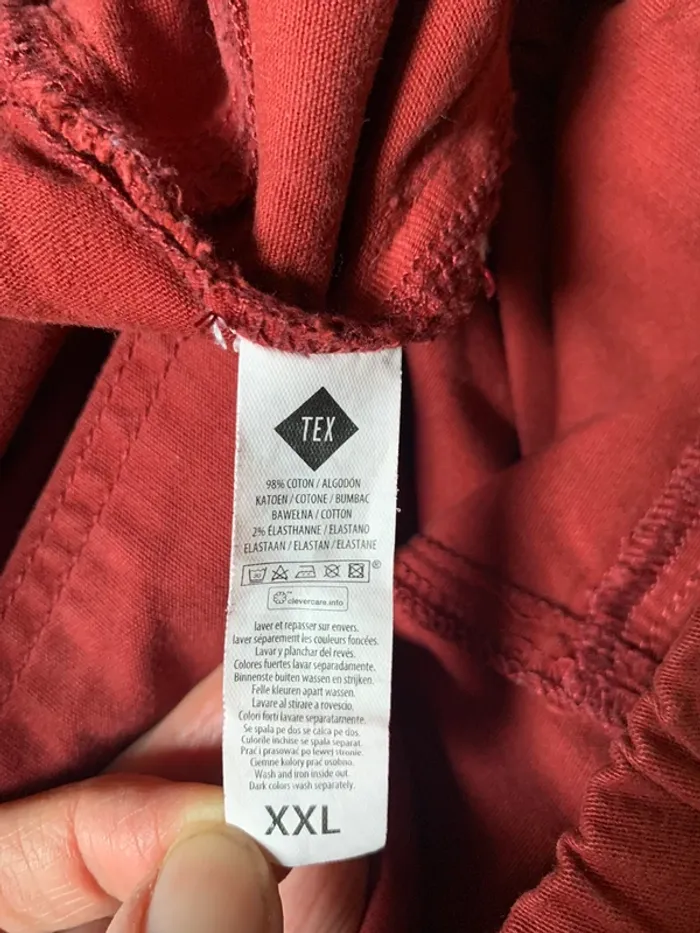 TEX
98% COTON / ALGODÓN
KATOEN / COTONE / BUMBAC
BAWEŁNA / COTTON
2% ÉLASTHANNE / ELASTANO
ELASTAAN / ELASTAN / ELASTANE
30
®
clevercare.info
laver et repasser sur envers.
laver séparement les couleurs foncées.
Lavar y planchar del revés.
Colores fuertes lavar separadamente.
Binnenste buiten wassen en strijken.
Felle kleuren apart wassen.
Lavare al stirare a rovescio.
Colori forti lavare separatamente.
Se spala pe dos se calca pe dos.
Culorile inchise se spala separat.
Prać i prasować po lewej stronie.
Ciemne kolory prać osobno.
Wash and iron inside out.
Dark colors wash separately.
XXL